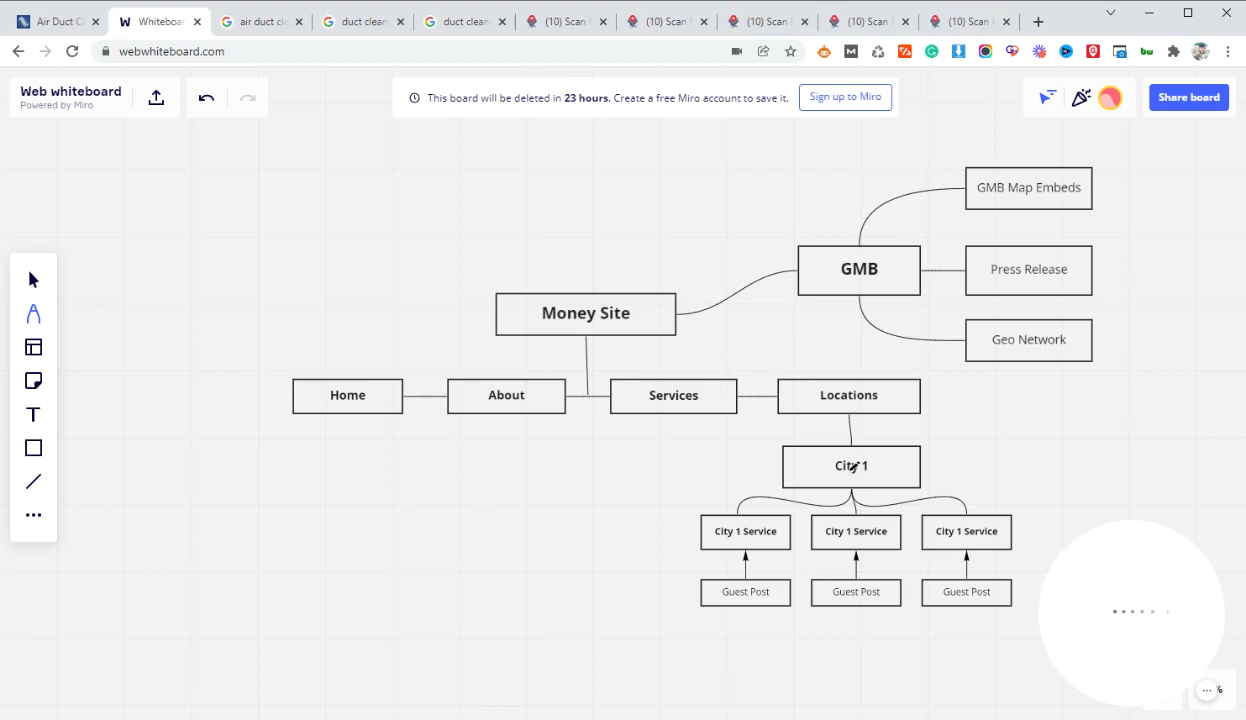 Air Duct Cl
Whiteboar
air duct cle
duct clean
duct clean
(10) Scan
(10) Scan
(10) Scan
(10) Scan
(10) Scan
webwhiteboard.com
Web whiteboard
Powered by Miro
This board will be deleted in 23 hours. Create a free Miro account to save it.
Sign up to Miro
Share board
GMB Map Embeds
GMB
Press Release
Money Site
Geo Network
Home
About
Services
Locations
City 1
City 1 Service
City 1 Service
City 1 Service
Guest Post
Guest Post
Guest Post